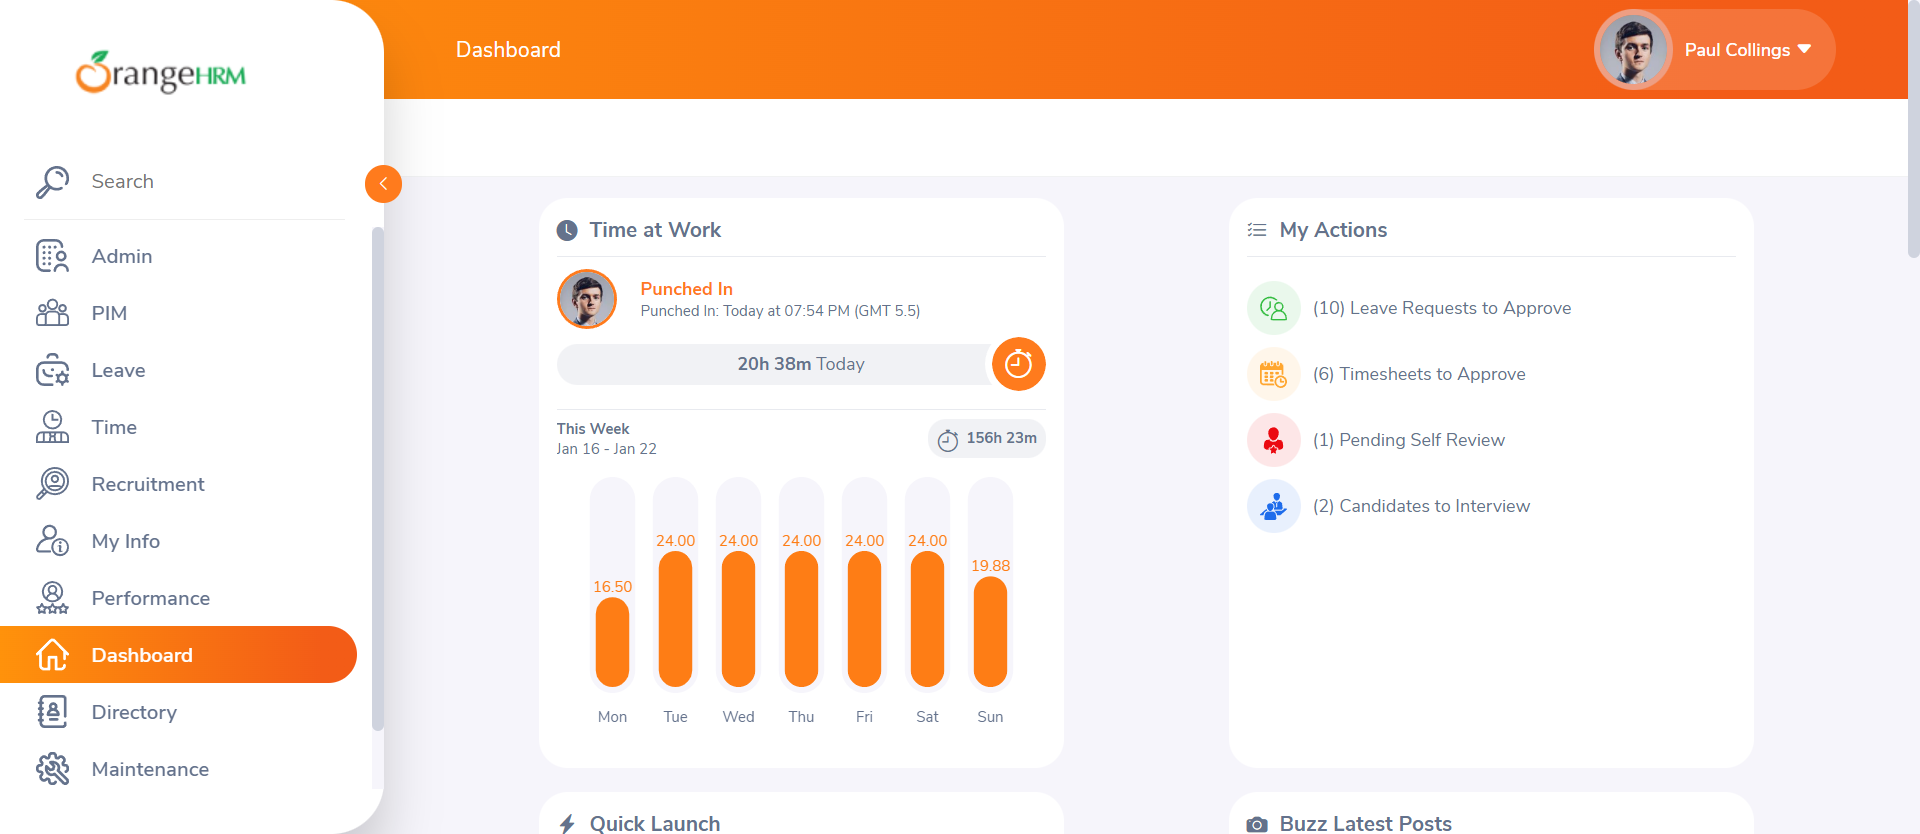 OrangeHRM
Search
Admin
PIM
Leave
Time
Recruitment
My Info
Performance
Dashboard
Directory
Maintenance
Dashboard
Paul Collings
Time at Work
Punched In
Punched In: Today at 07:54 PM (GMT 5.5)
20h 38m Today
This Week
Jan 16 - Jan 22
156h 23m
16.50
24.00
24.00
24.00
24.00
24.00
19.88
Mon
Tue
Wed
Thu
Fri
Sat
Sun
My Actions
(10) Leave Requests to Approve
(6) Timesheets to Approve
(1) Pending Self Review
(2) Candidates to Interview
Quick Launch
Buzz Latest Posts